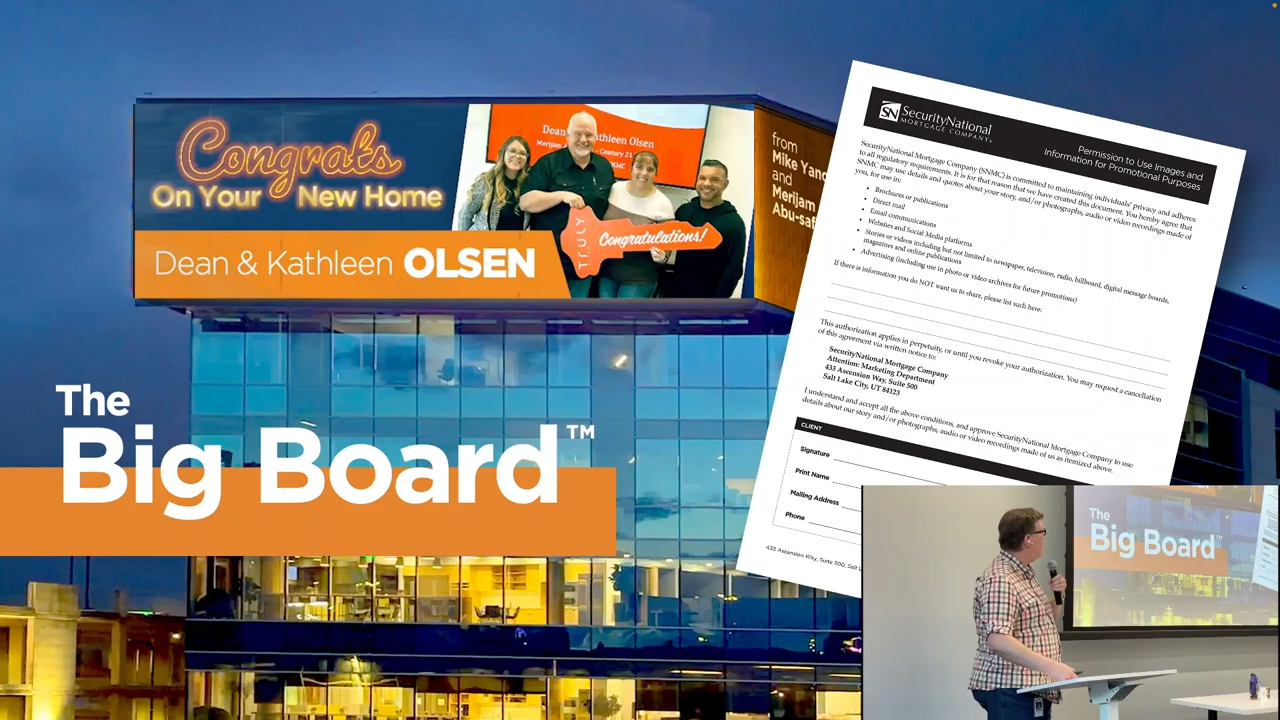 Congrats
On Your New Home
Dean & Kathleen OLSEN
Dean & Kathleen Olsen
Century 21
TRULY
Congratulations!
from
Mike Yand
and
Merijam
Abu-saf
The
Big Board™
SN SecurityNational
MORTGAGE COMPANY®
Permission to Use Images and
Information for Promotional Purposes
SecurityNational Mortgage Company (SNMC) is committed to maintaining individuals' privacy and adheres
to all regulatory requirements. It is for that reason that we have created this document. You hereby agree that
SNMC may use details and quotes about your story, and/or photographs, audio or video recordings made of
you, for use in:
• Brochures or publications
• Direct mail
• Email communications
• Websites and Social Media platforms
• Stories or videos including but not limited to newspaper, television, radio, billboard, digital message boards,
magazines and online publications
• Advertising (including use in photo or video archives for future promotions)
If there is information you do NOT want us to share, please list such here:
This authorization applies in perpetuity, or until you revoke your authorization. You may request a cancellation
of this agreement via written notice to:
SecurityNational Mortgage Company
Attention: Marketing Department
433 Ascension Way, Suite 500
Salt Lake City, UT 84123
I understand and accept all the above conditions, and approve SecurityNational Mortgage Company to use
details about our story and/or photographs, audio or video recordings made of us as itemized above.
CLIENT
Signature
Print Name
Mailing Address
Phone
433 Ascension Way, Suite 500, Salt L
The
Big Board™